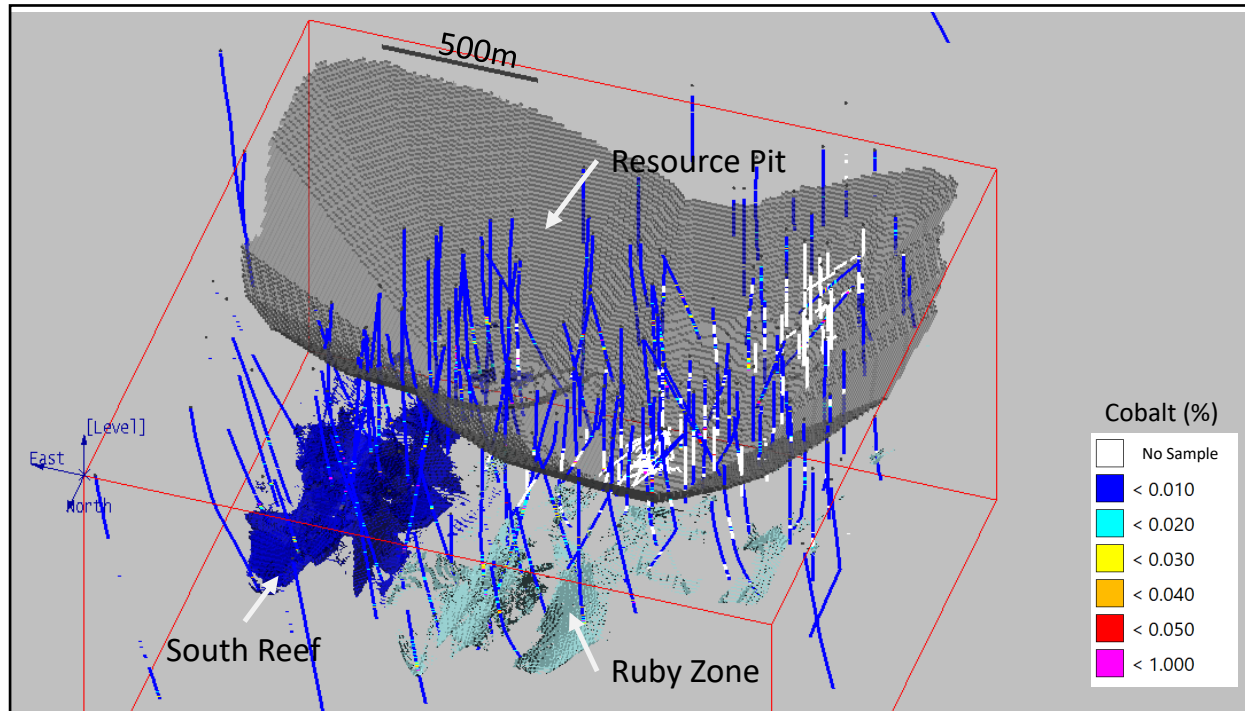 500m
Resource Pit
[Level]
East
North
South Reef
Ruby Zone
Cobalt (%)
No Sample
< 0.010
< 0.020
< 0.030
< 0.040
< 0.050
< 1.000